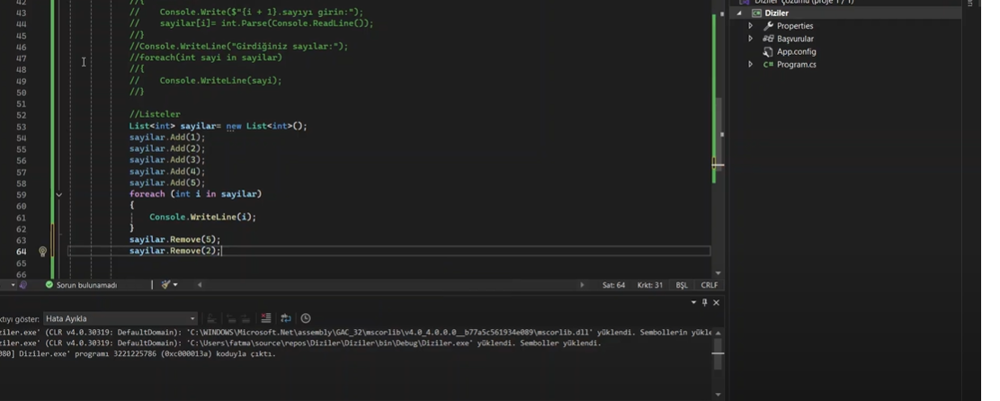 Diziler çözümü (proje 1 / 1)
Diziler
Properties
Başvurular
App.config
C# Program.cs
42 //{
43 //    Console.Write($"{i + 1}.sayıyı girin:");
44 //    sayilar[i]= int.Parse(Console.ReadLine());
45 //}
46 //Console.WriteLine("Girdiğiniz sayılar:");
47 //foreach(int sayi in sayilar)
48 //{
49 //    Console.WriteLine(sayi);
50 //}
51
52 //Listeler
53 List<int> sayilar= new List<int>();
54 sayilar.Add(1);
55 sayilar.Add(2);
56 sayilar.Add(3);
57 sayilar.Add(4);
58 sayilar.Add(5);
59 foreach (int i in sayilar)
60 {
61     Console.WriteLine(i);
62 }
63 sayilar.Remove(5);
64 sayilar.Remove(2);
65
66
Sorun bulunamadı Sat: 64 Krkt: 31 BŞL CRLF
ktıyı göster: Hata Ayıkla
ziler.exe' (CLR v4.0.30319: DefaultDomain): 'C:\WINDOWS\Microsoft.Net\assembly\GAC_32\mscorlib\v4.0_4.0.0.0__b77a5c561934e089\mscorlib.dll' yüklendi. Sembollerin yükle
ziler.exe' (CLR v4.0.30319: DefaultDomain): 'C:\Users\fatma\source\repos\Diziler\Diziler\bin\Debug\Diziler.exe' yüklendi. Semboller yüklendi.
080] Diziler.exe' programı 3221225786 (0xc000013a) koduyla çıktı.